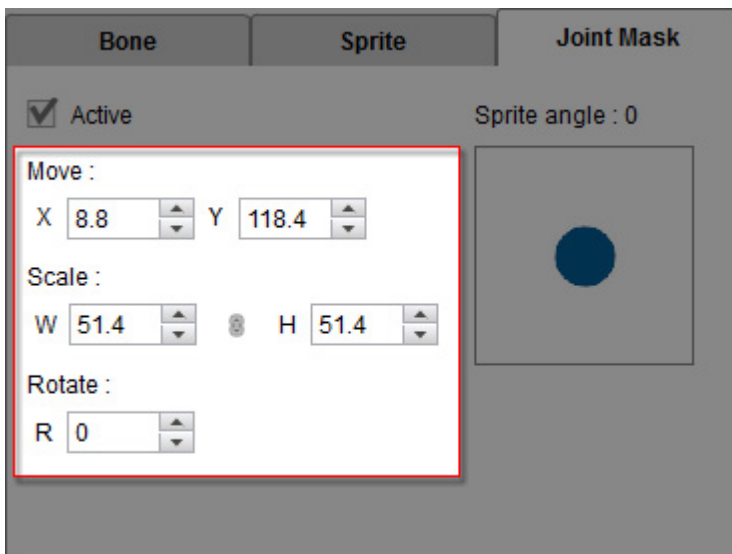 Bone Sprite Joint Mask
Active Sprite angle : 0
Move :
X 8.8 Y 118.4
Scale :
W 51.4 H 51.4
Rotate :
R 0